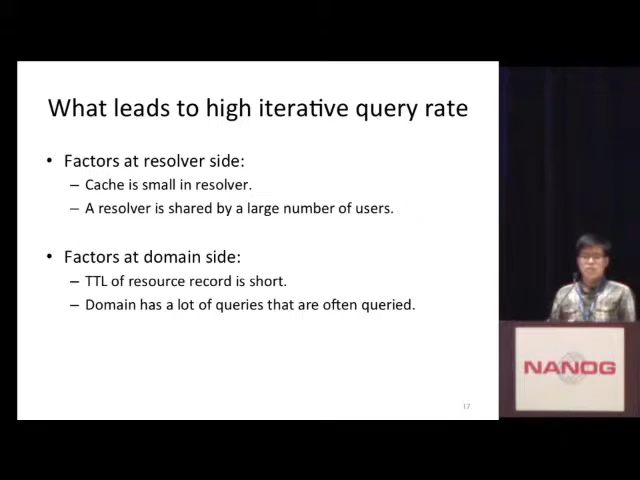 What leads to high iterative query rate
• Factors at resolver side:
– Cache is small in resolver.
– A resolver is shared by a large number of users.
• Factors at domain side:
– TTL of resource record is short.
– Domain has a lot of queries that are often queried.
17
NANOG